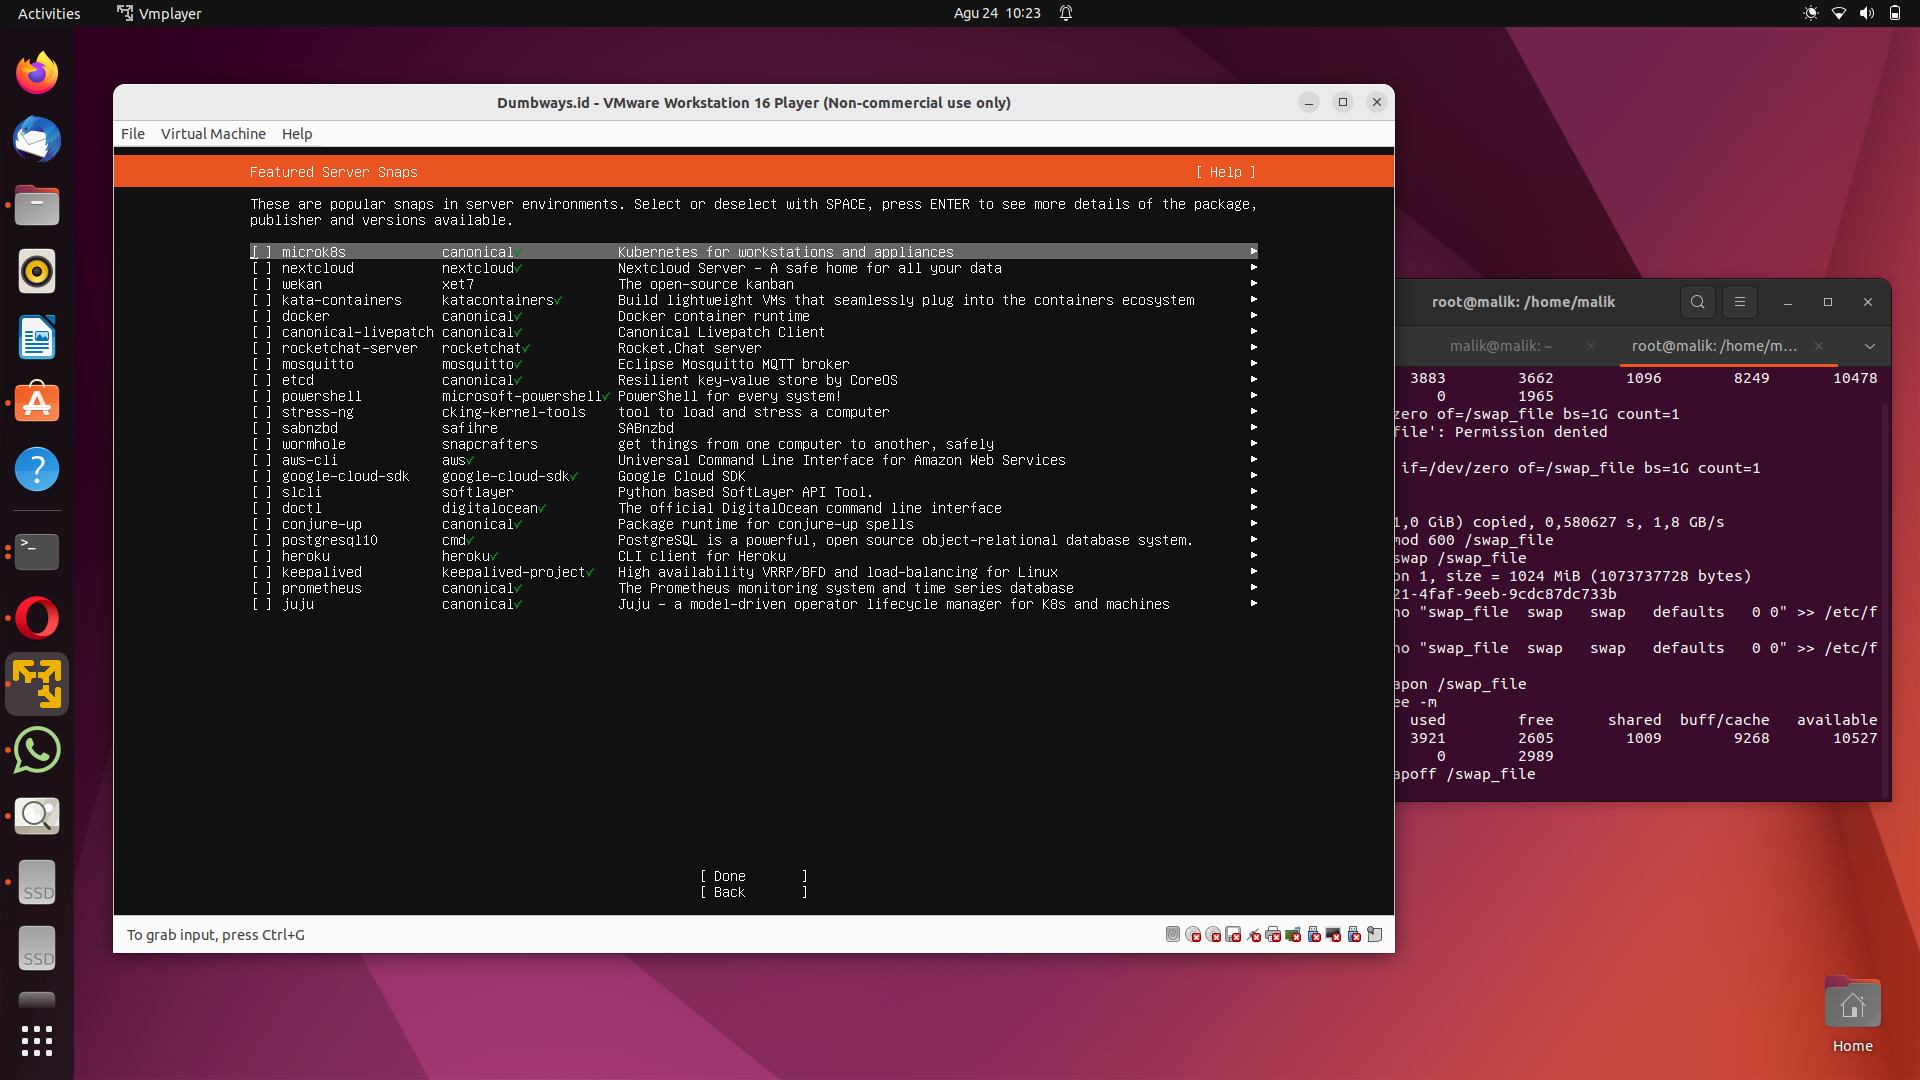 Activities
Vmplayer
Agu 24 10:23
Dumbways.id - VMware Workstation 16 Player (Non-commercial use only)
File Virtual Machine Help
Featured Server Snaps [ Help ]
These are popular snaps in server environments. Select or deselect with SPACE, press ENTER to see more details of the package,
publisher and versions available.
[ ] microk8s canonical✓ Kubernetes for workstations and appliances ▶
[ ] nextcloud nextcloud✓ Nextcloud Server - A safe home for all your data ▶
[ ] wekan xet7 The open-source kanban ▶
[ ] kata-containers katacontainers✓ Build lightweight VMs that seamlessly plug into the containers ecosystem ▶
[ ] docker canonical✓ Docker container runtime ▶
[ ] canonical-livepatch canonical✓ Canonical Livepatch Client ▶
[ ] rocketchat-server rocketchat✓ Rocket.Chat server ▶
[ ] mosquitto mosquitto✓ Eclipse Mosquitto MQTT broker ▶
[ ] etcd canonical✓ Resilient key-value store by CoreOS ▶
[ ] powershell microsoft-powershell✓ PowerShell for every system! ▶
[ ] stress-ng cking-kernel-tools tool to load and stress a computer ▶
[ ] sabnzbd safihre SABnzbd ▶
[ ] wormhole snapcrafters get things from one computer to another, safely ▶
[ ] aws-cli aws✓ Universal Command Line Interface for Amazon Web Services ▶
[ ] google-cloud-sdk google-cloud-sdk✓ Google Cloud SDK ▶
[ ] slcli softlayer Python based SoftLayer API Tool. ▶
[ ] doctl digitalocean✓ The official DigitalOcean command line interface ▶
[ ] conjure-up canonical✓ Package runtime for conjure-up spells ▶
[ ] postgresql10 cmd✓ PostgreSQL is a powerful, open source object-relational database system. ▶
[ ] heroku heroku✓ CLI client for Heroku ▶
[ ] keepalived keepalived-project✓ High availability VRRP/BFD and load-balancing for Linux ▶
[ ] prometheus canonical✓ The Prometheus monitoring system and time series database ▶
[ ] juju canonical✓ Juju - a model-driven operator lifecycle manager for K8s and machines ▶
[ Done ]
[ Back ]
To grab input, press Ctrl+G
root@malik: /home/malik
malik@malik: ~ root@malik: /home/m...
3883 3662 1096 8249 10478
0 1965
zero of=/swap_file bs=1G count=1
file': Permission denied
if=/dev/zero of=/swap_file bs=1G count=1
1,0 GiB) copied, 0,580627 s, 1,8 GB/s
mod 600 /swap_file
swap /swap_file
on 1, size = 1024 MiB (1073737728 bytes)
21-4faf-9eeb-9cdc87dc733b
ho "swap_file swap swap defaults 0 0" >> /etc/f
ho "swap_file swap swap defaults 0 0" >> /etc/f
apon /swap_file
ee -m
used free shared buff/cache available
3921 2605 1009 9268 10527
0 2989
apoff /swap_file
SSD
SSD
Home